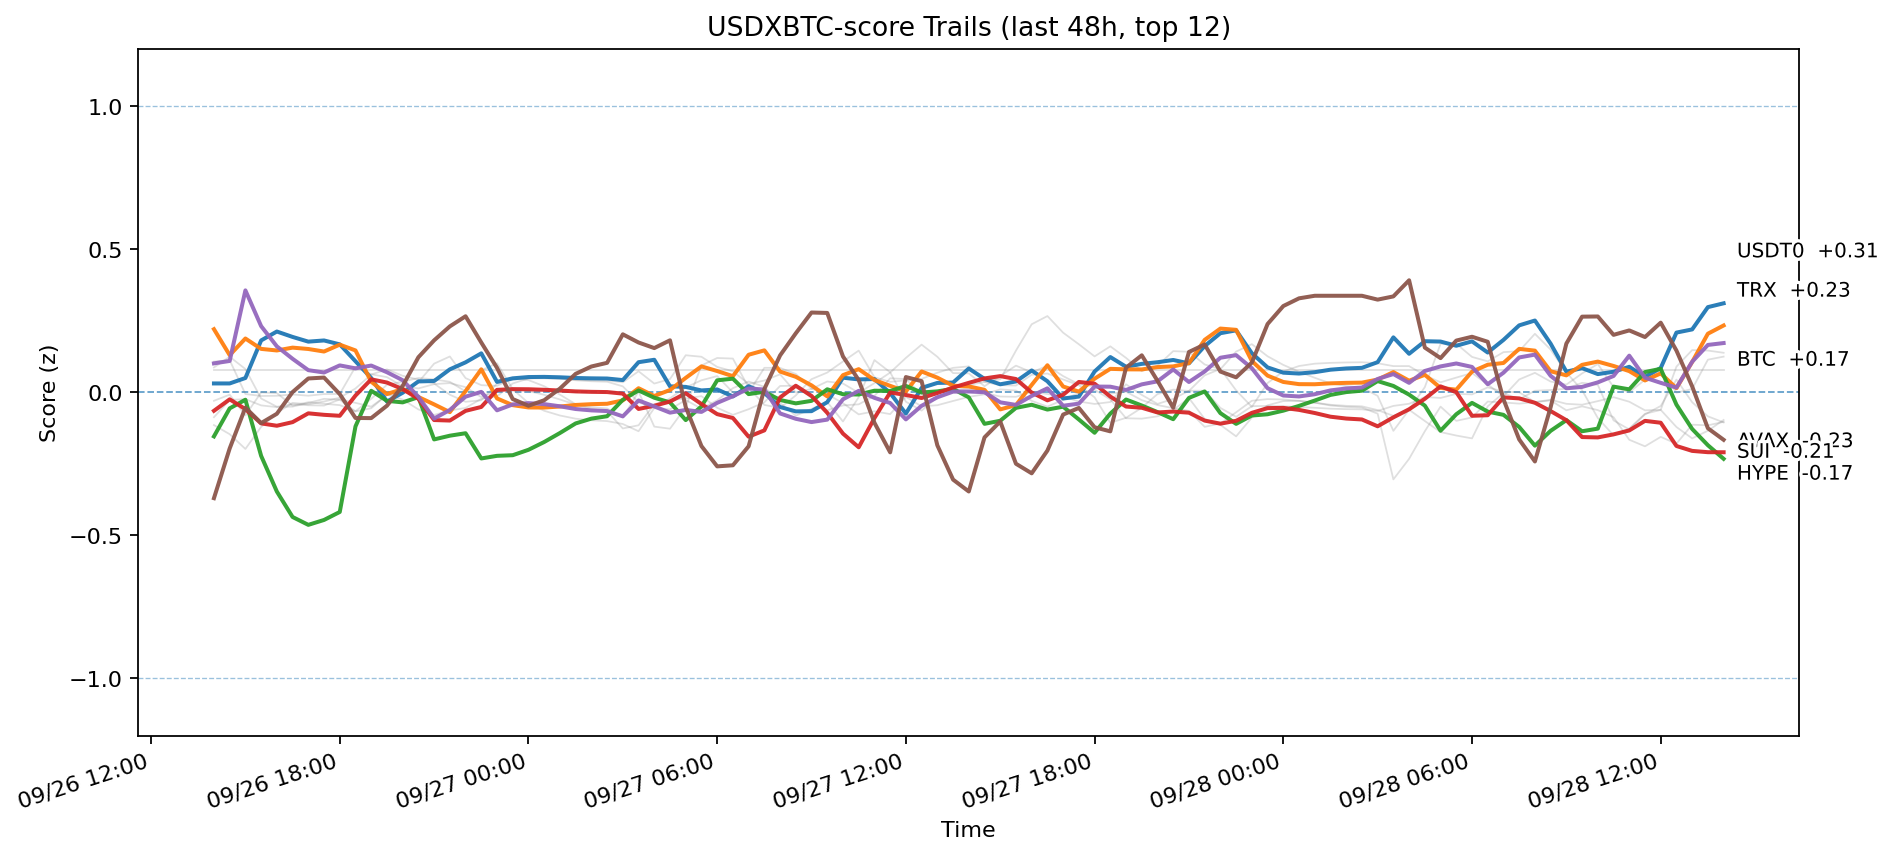 USDXBTC-score Trails (last 48h, top 12)
Score (z)
1.0
0.5
0.0
−0.5
−1.0
USDT0 +0.31
TRX +0.23
BTC +0.17
AVAX -0.23
SUI -0.21
HYPE -0.17
09/26 12:00
09/26 18:00
09/27 00:00
09/27 06:00
09/27 12:00
09/27 18:00
09/28 00:00
09/28 06:00
09/28 12:00
Time